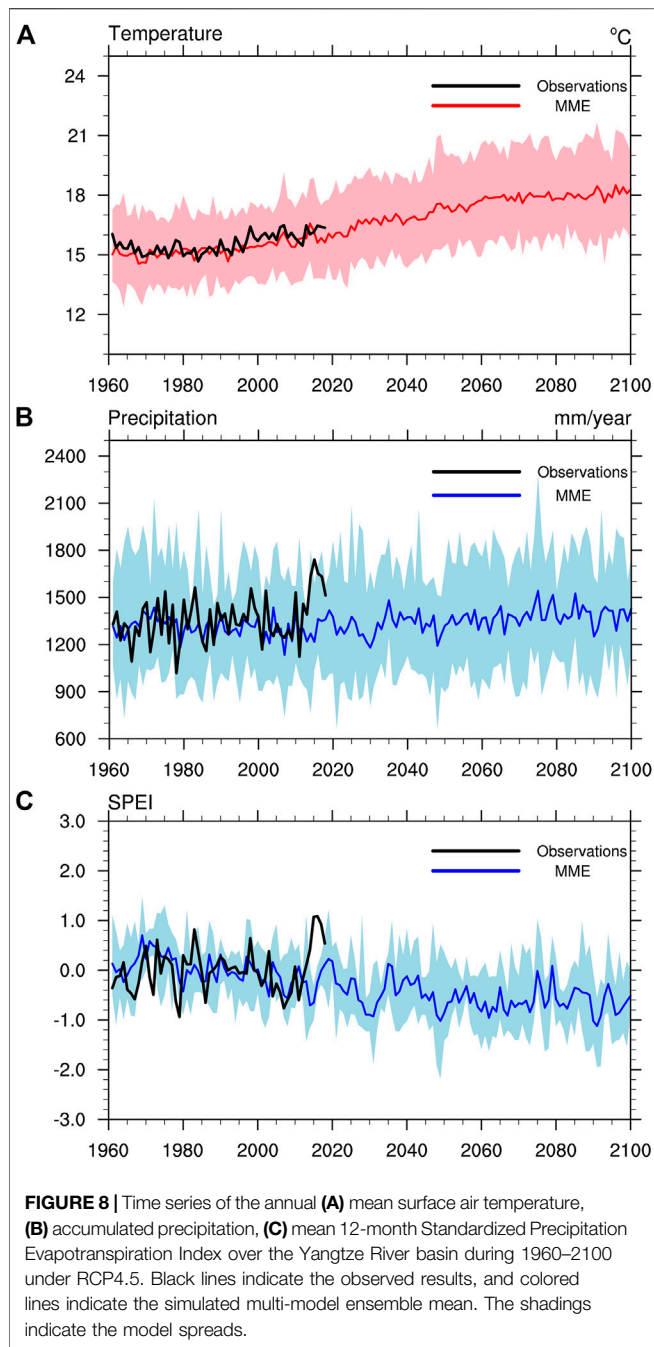 A Temperature °C
24
21
18
15
12
Observations
MME
1960 1980 2000 2020 2040 2060 2080 2100
B Precipitation mm/year
2400
2100
1800
1500
1200
900
600
Observations
MME
1960 1980 2000 2020 2040 2060 2080 2100
C SPEI
3.0
2.0
1.0
0.0
-1.0
-2.0
-3.0
Observations
MME
1960 1980 2000 2020 2040 2060 2080 2100
FIGURE 8 | Time series of the annual (A) mean surface air temperature,
(B) accumulated precipitation, (C) mean 12-month Standardized Precipitation
Evapotranspiration Index over the Yangtze River basin during 1960–2100
under RCP4.5. Black lines indicate the observed results, and colored
lines indicate the simulated multi-model ensemble mean. The shadings
indicate the model spreads.